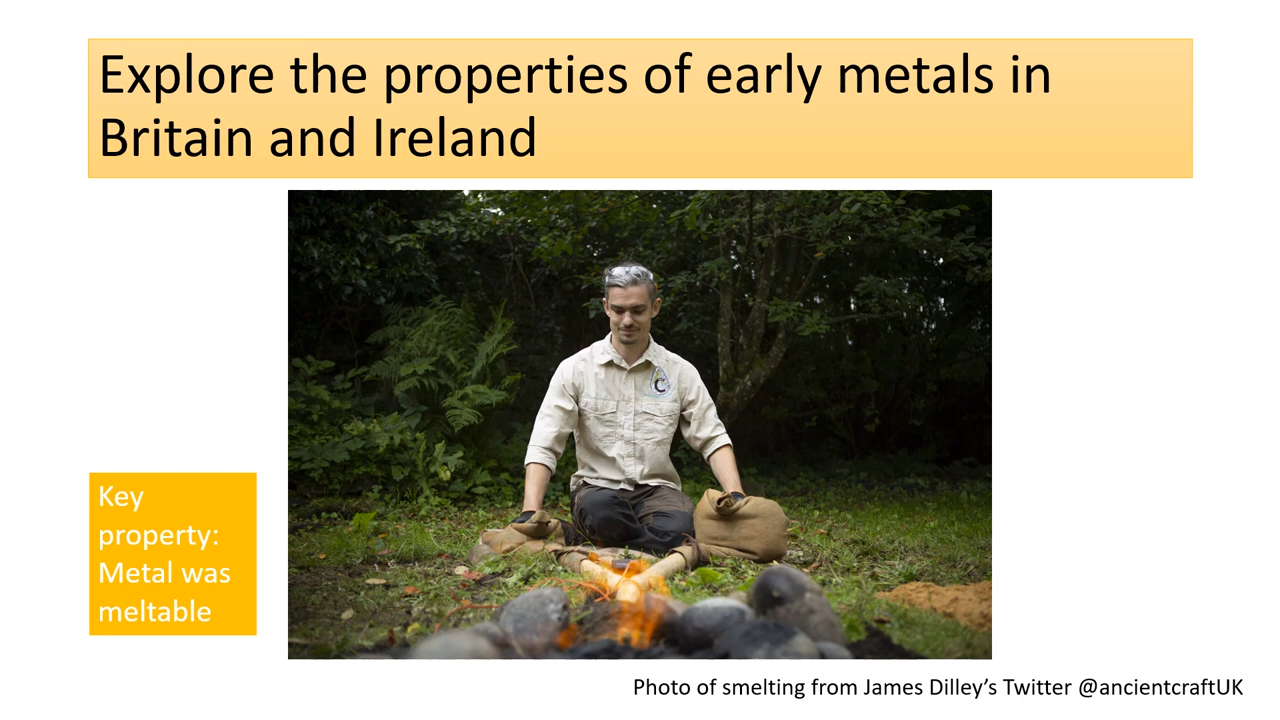 Explore the properties of early metals in
Britain and Ireland
Key
property:
Metal was
meltable
Photo of smelting from James Dilley’s Twitter @ancientcraftUK